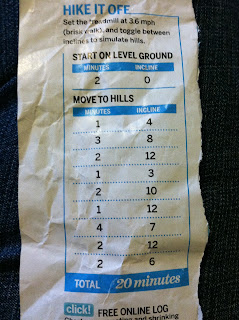 HIKE IT OFF.
Set the treadmill at 3.6 mph
(brisk walk), and toggle between
inclines to simulate hills.
START ON LEVEL GROUND
MINUTES INCLINE
2 0
MOVE TO HILLS
MINUTES INCLINE
1 4
3 8
2 12
1 3
2 10
1 12
4 7
2 12
2 6
TOTAL 20 minutes
click! FREE ONLINE LOG
and shrinking